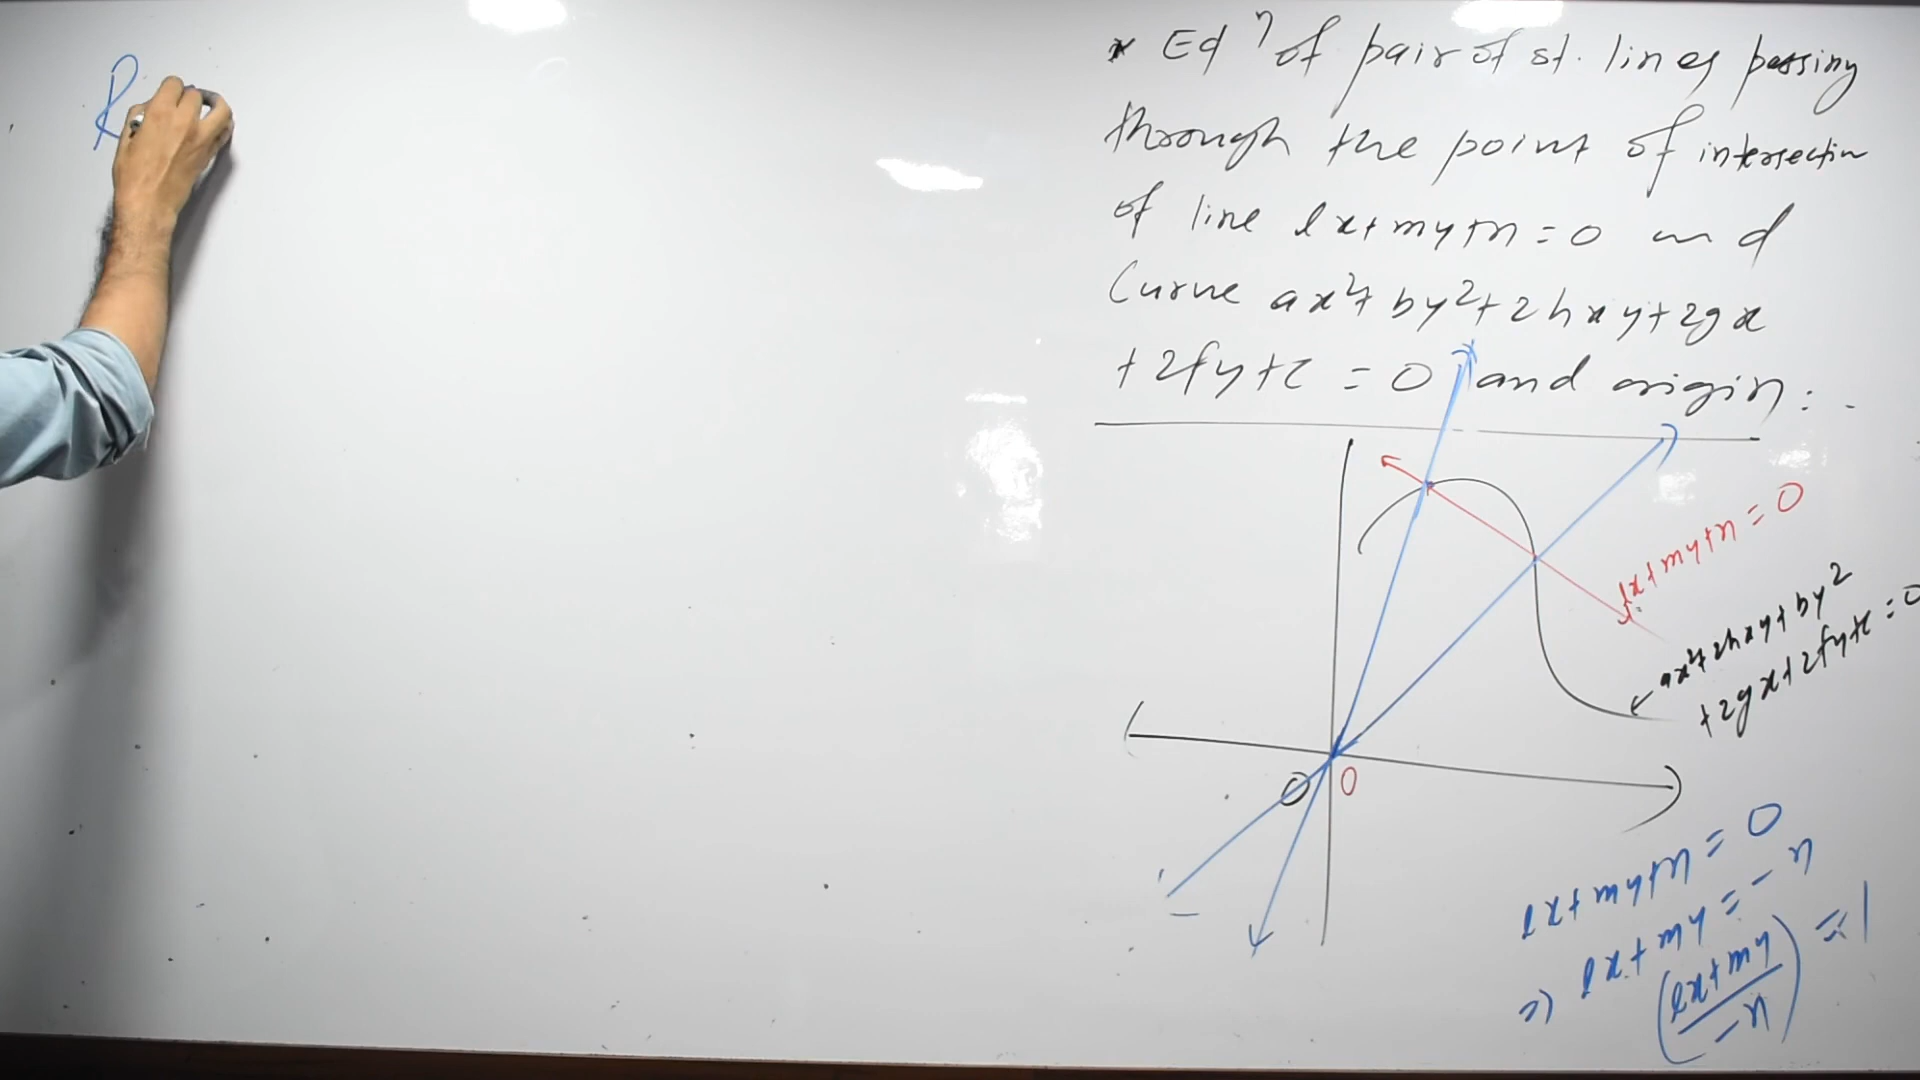 R
* Eqⁿ of pair of st. lines passing
through the point of intersection
of line lx+my+n=0 and
Curve ax²+by²+2hxy+2gx
+2fy+c = 0 and origin: -
lx+my+n=0
ax²+2hxy+by²
+2gx+2fy+c=0
O
O
lx+my+n=0
lx+my=-n
⇒ (lx+my/-n) = 1